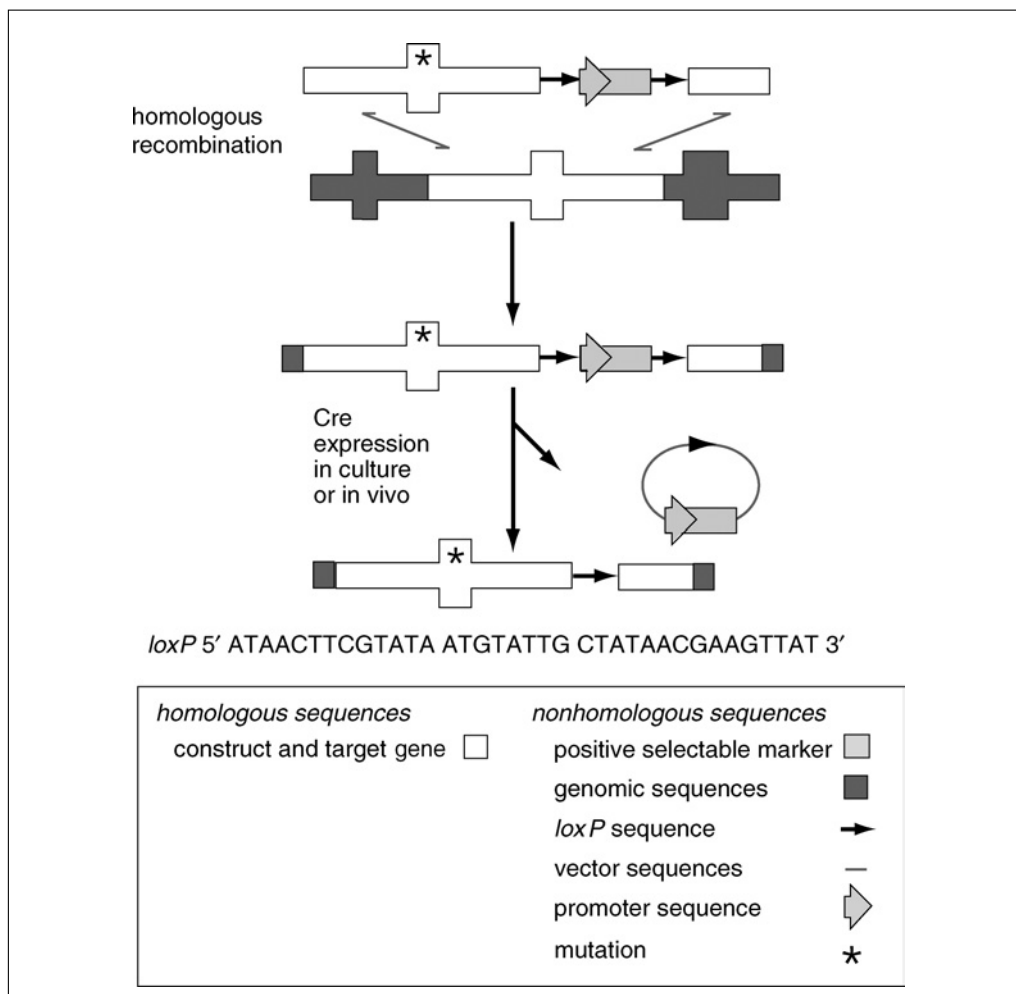 *
homologous
recombination
*
Cre
expression
in culture
or in vivo
*
loxP 5′ ATAACTTCGTATA ATGTATTG CTATAACGAAGTTAT 3′
homologous sequences
construct and target gene
nonhomologous sequences
positive selectable marker
genomic sequences
loxP sequence
vector sequences
promoter sequence
mutation *